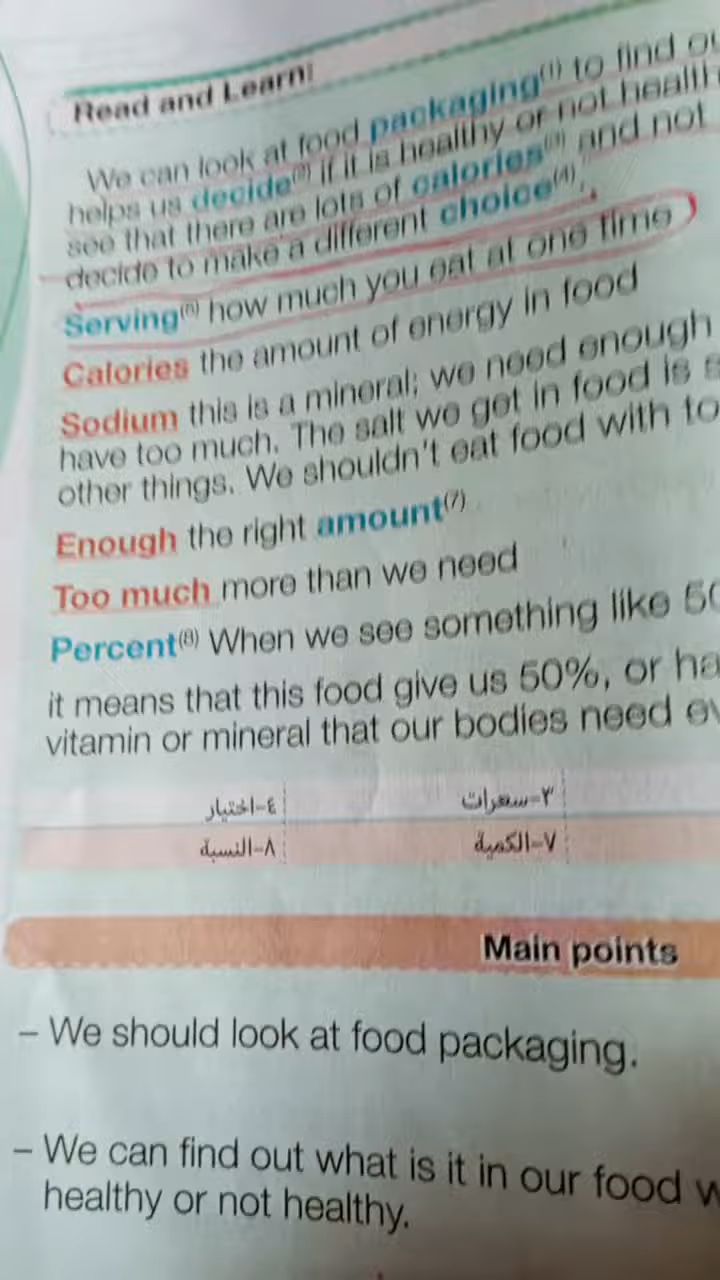 Read and Learn:
We can look at food packaging(1) to find
helps us decide(2) if it is healthy or not
see that there are lots of calories(3) and not
decide to make a different choice(4).
Serving(5) how much you eat at one time
Calories the amount of energy in food
Sodium this is a mineral; we need enough
have too much. The salt we get in food is
other things. We shouldn't eat food with
Enough the right amount(7)
Too much more than we need
Percent(8) When we see something like
it means that this food give us 50%, or
vitamin or mineral that our bodies need
٣-سعرات ٤-اختيار
٧-الكمية ٨-النسبة
Main points
– We should look at food packaging.
– We can find out what is it in our food
healthy or not healthy.